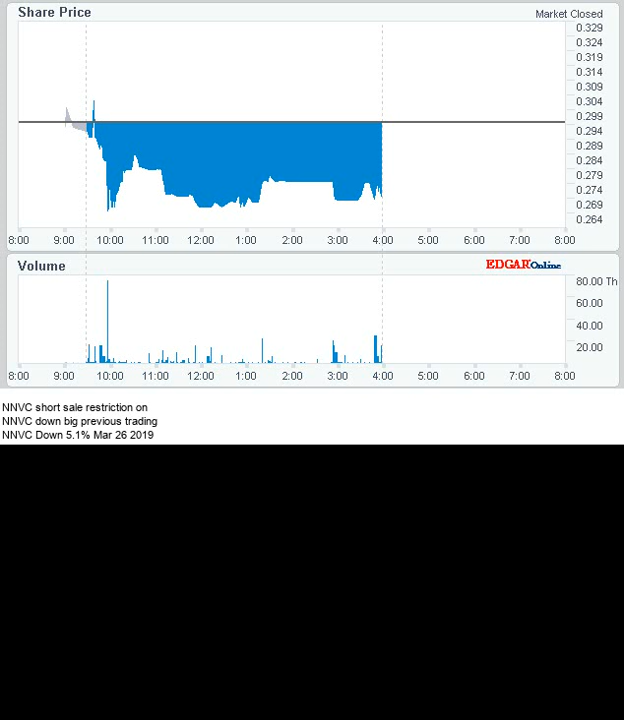 Share Price
Market Closed
0.329
0.324
0.319
0.314
0.309
0.304
0.299
0.294
0.289
0.284
0.279
0.274
0.269
0.264
8:00 9:00 10:00 11:00 12:00 1:00 2:00 3:00 4:00 5:00 6:00 7:00 8:00
Volume
EDGAROnline
80.00 Th
60.00
40.00
20.00
8:00 9:00 10:00 11:00 12:00 1:00 2:00 3:00 4:00 5:00 6:00 7:00 8:00
NNVC short sale restriction on
NNVC down big previous trading
NNVC Down 5.1% Mar 26 2019